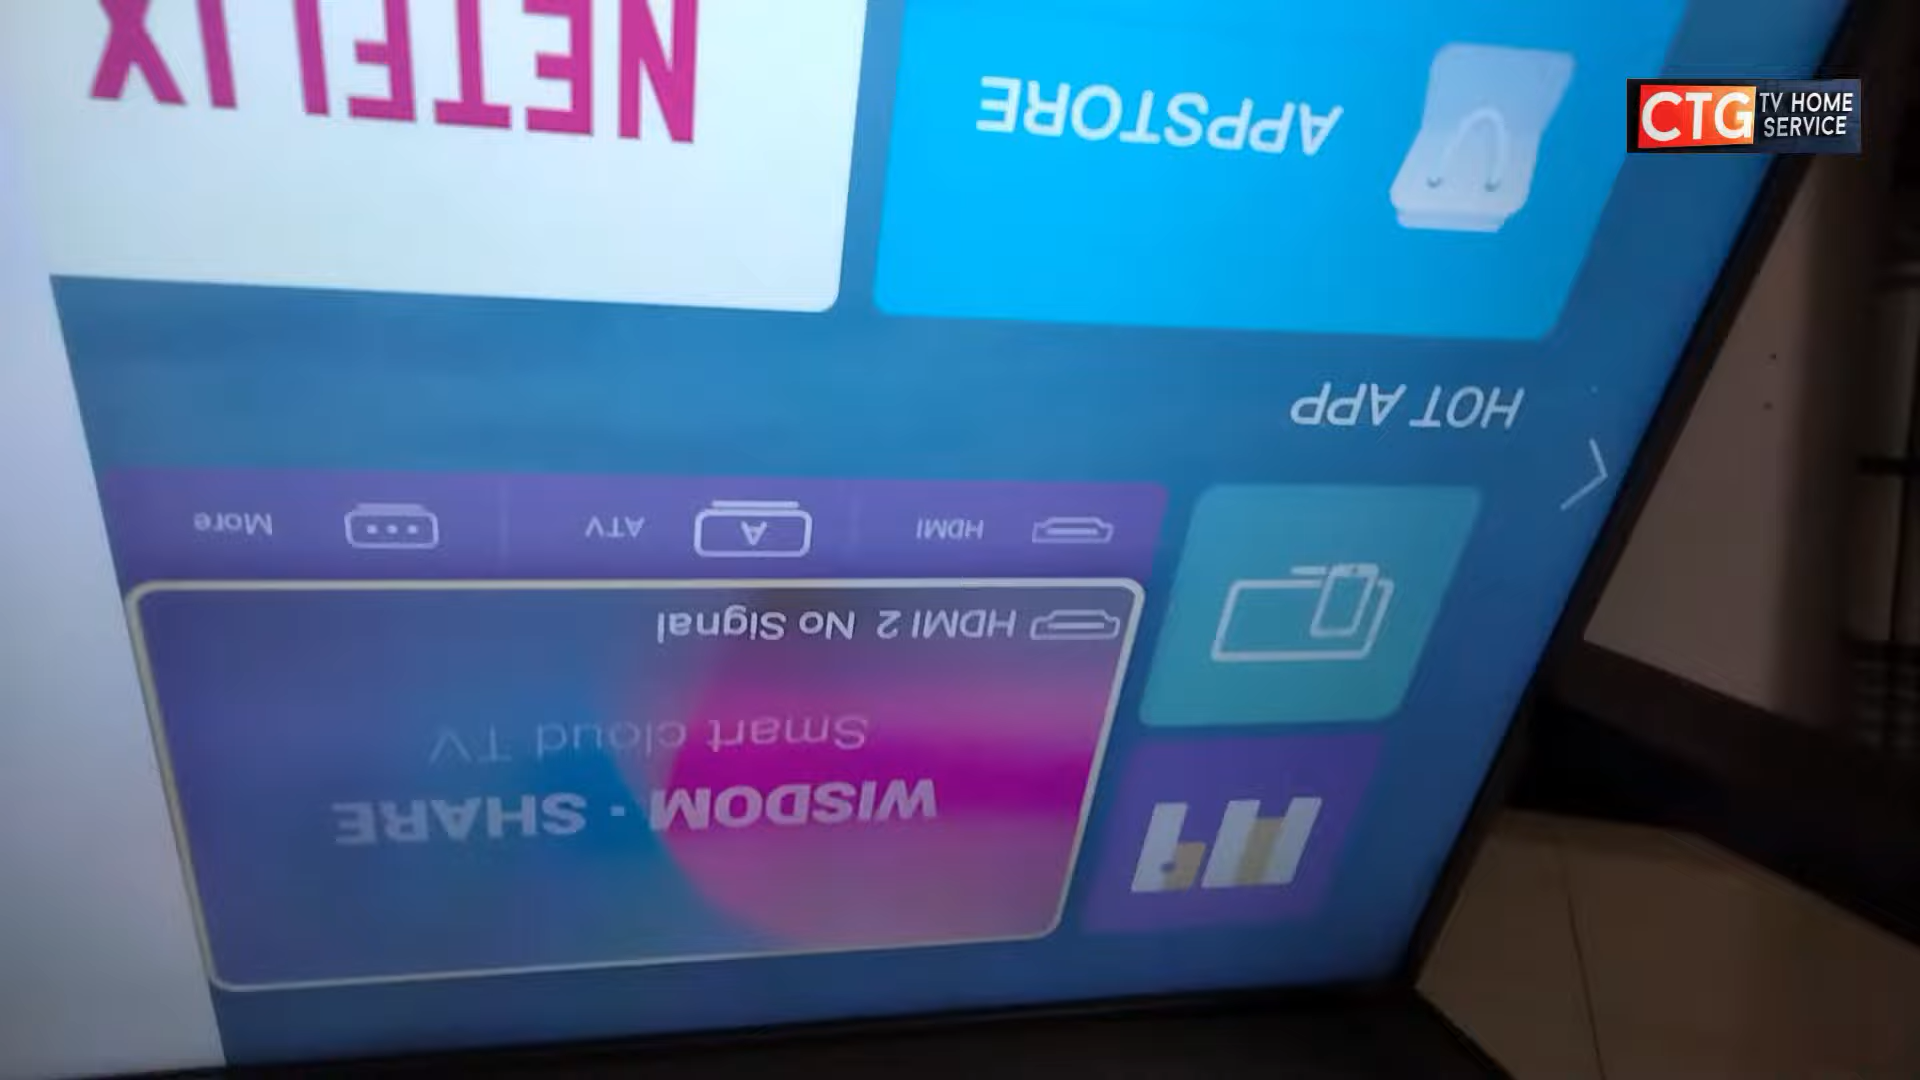 CTG TV HOME
SERVICE
WISDOM · SHARE
Smart cloud TV
HDMI 2 No Signal
HDMI ATV More
HOT APP
APPSTORE
NETFLIX